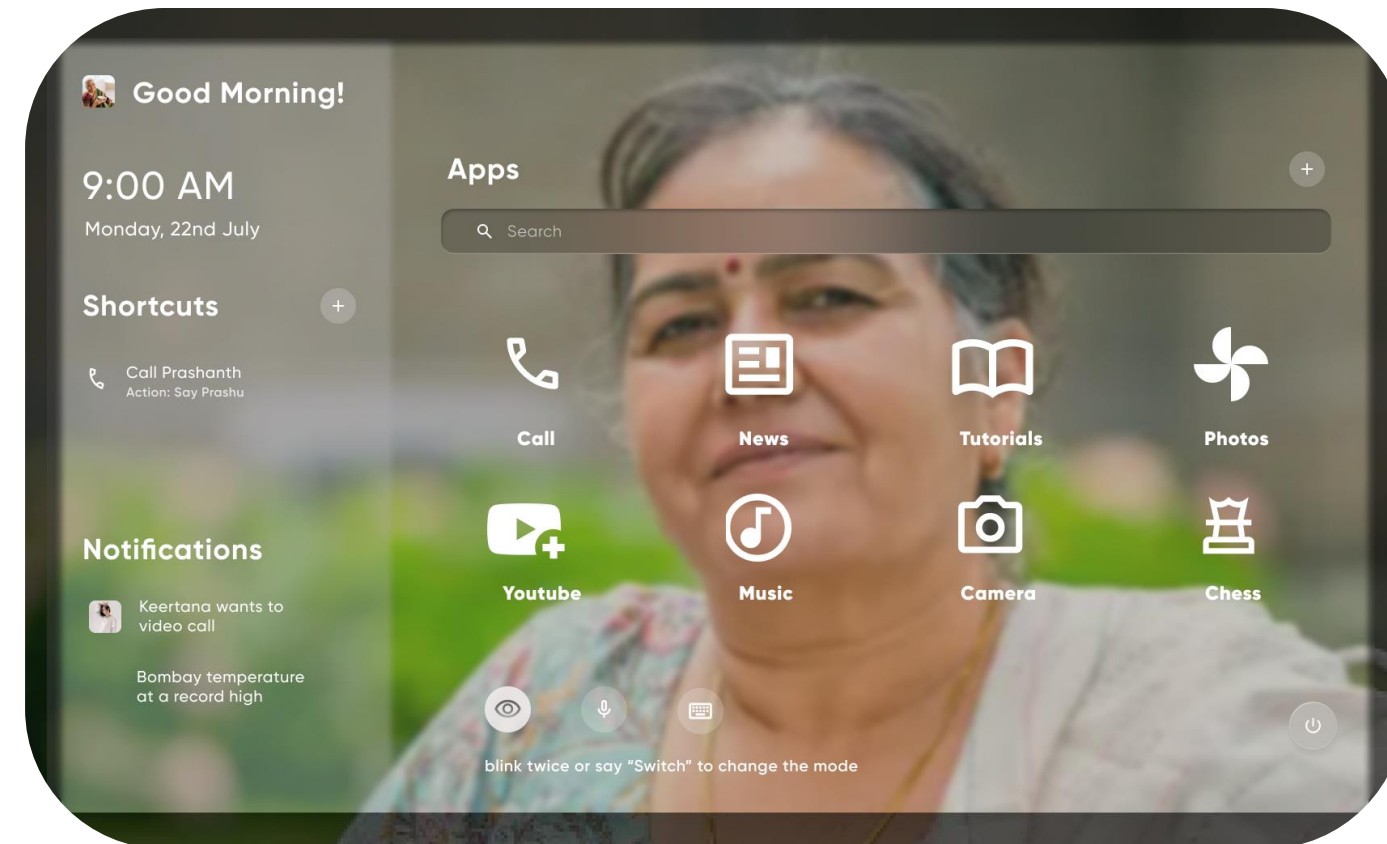 Good Morning!
9:00 AM
Monday, 22nd July
Shortcuts
+
Call Prashanth
Action: Say Prashu
Notifications
Keertana wants to
video call
Bombay temperature
at a record high
Apps
+
Search
Call
News
Tutorials
Photos
Youtube
Music
Camera
Chess
blink twice or say “Switch” to change the mode